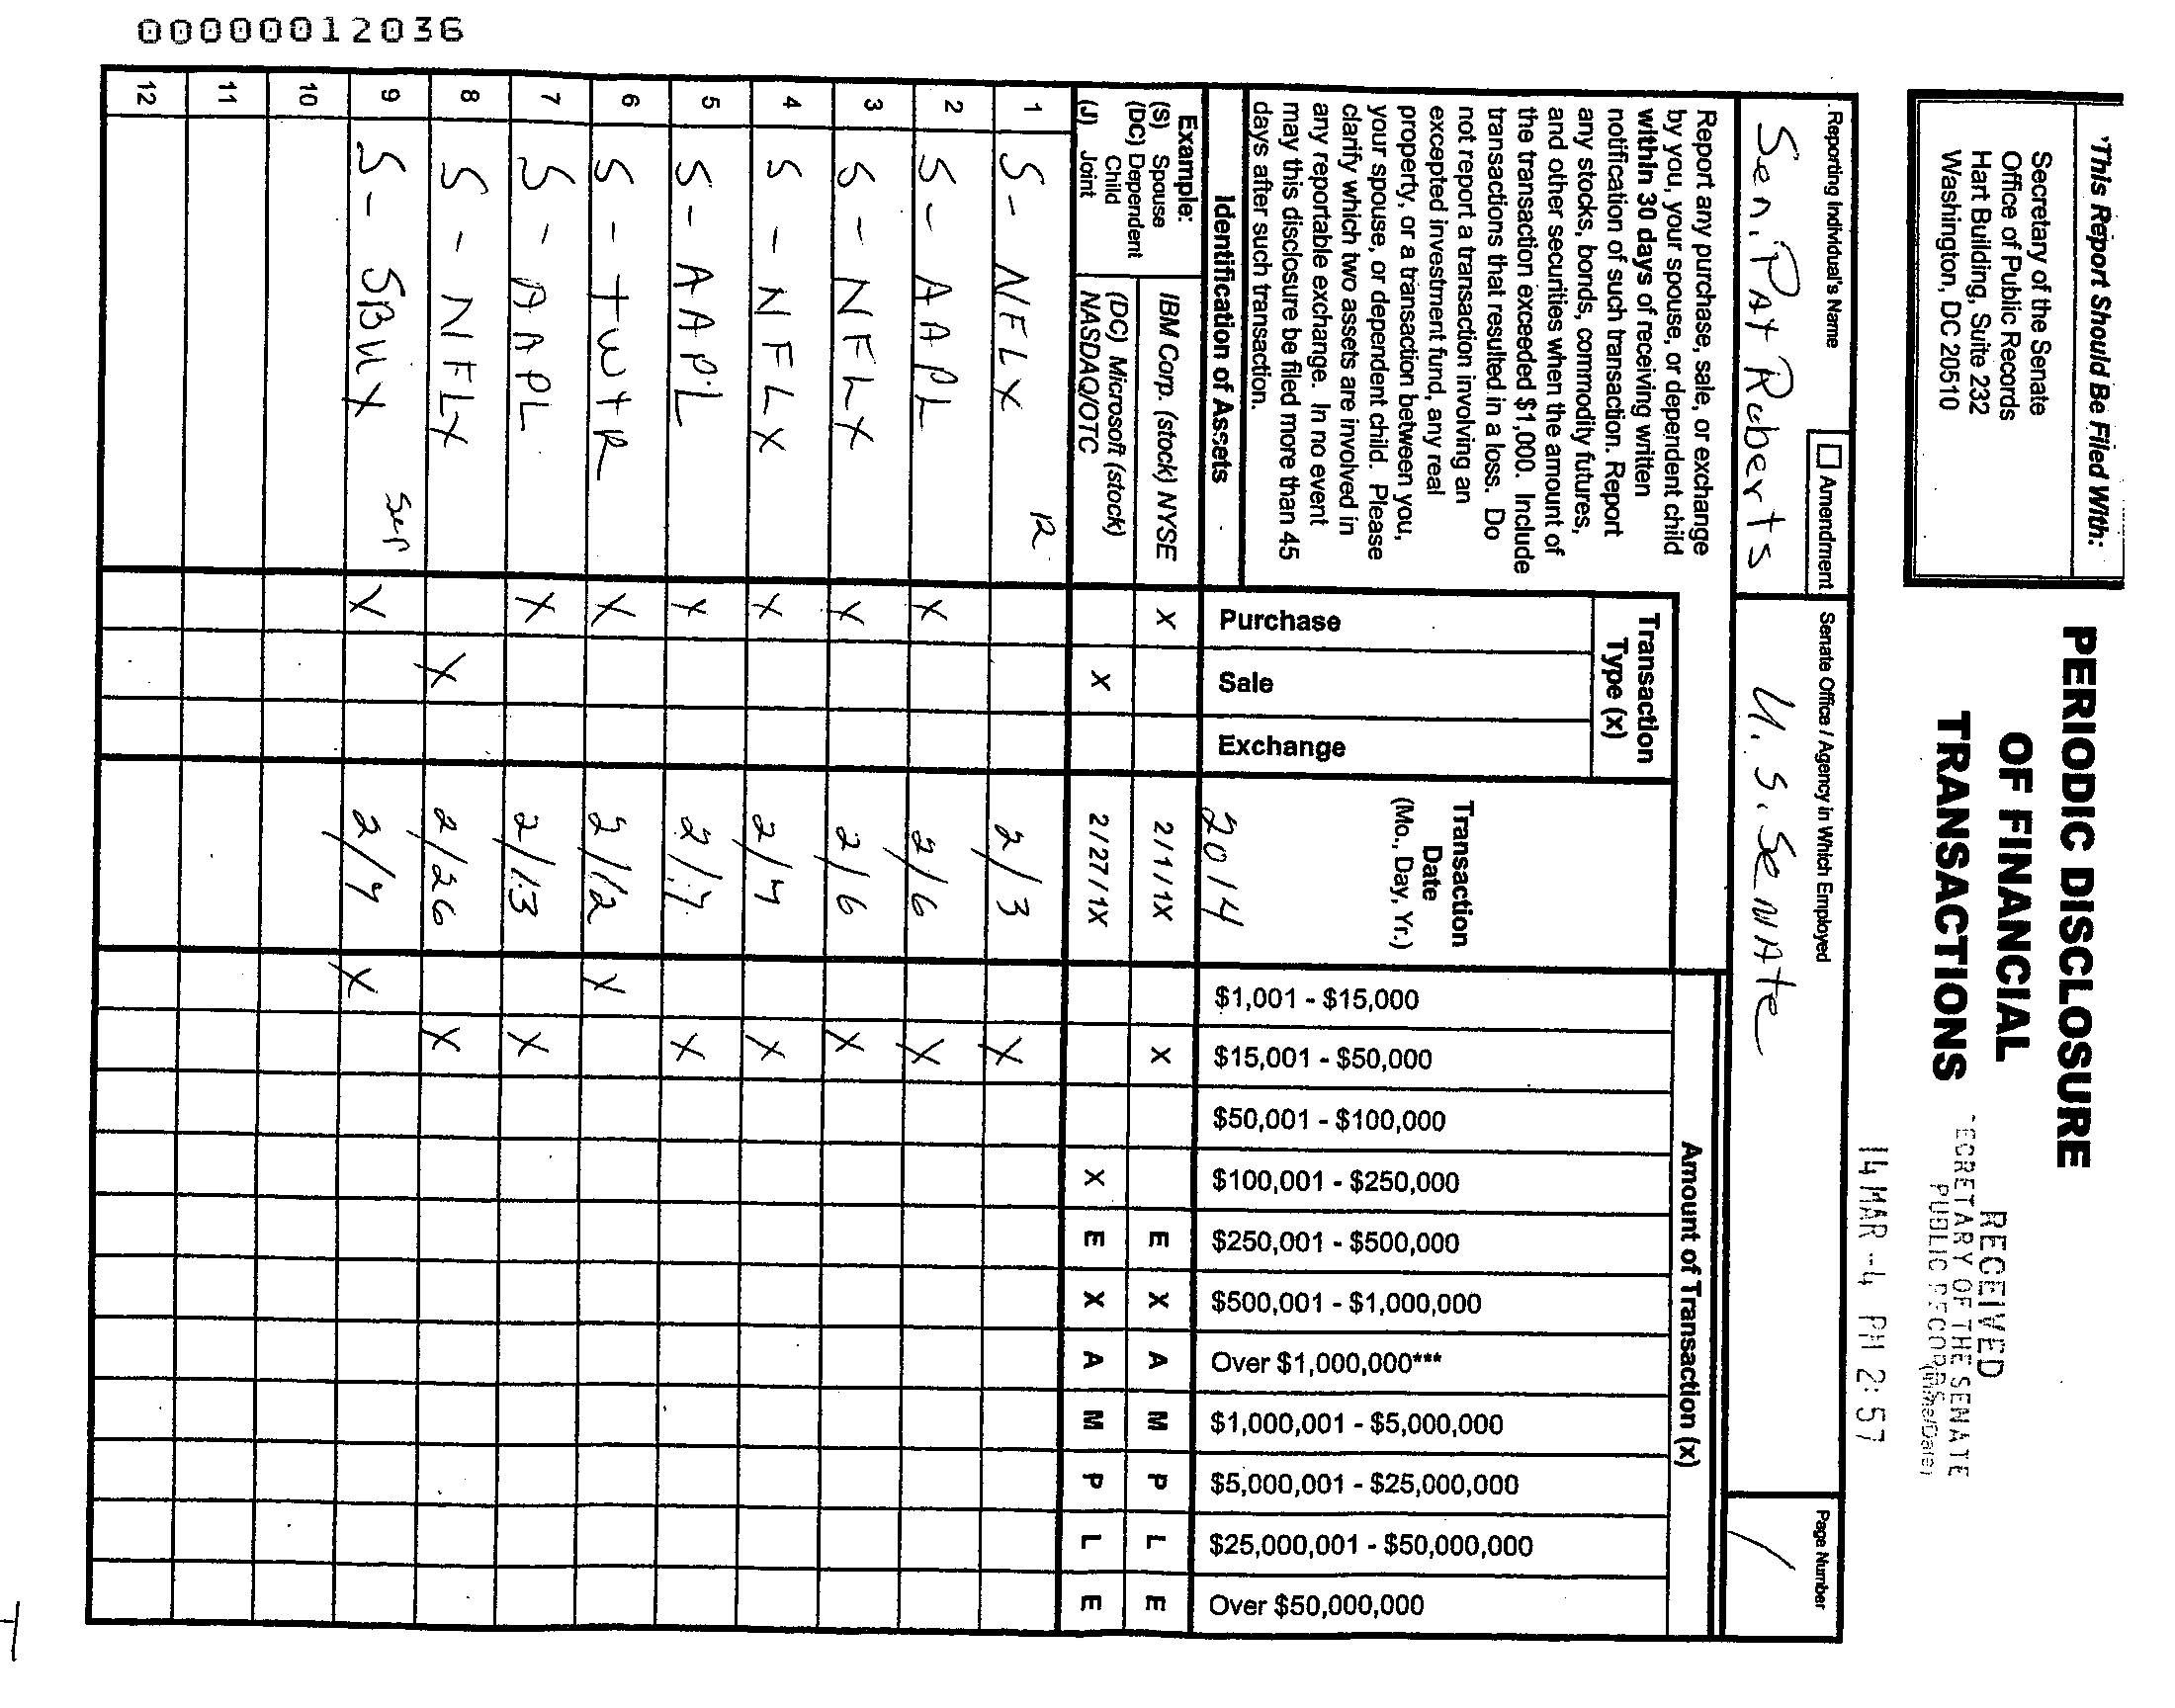 00000012036
*This Report Should Be Filed With:
Secretary of the Senate
Office of Public Records
Hart Building, Suite 232
Washington, DC 20510
PERIODIC DISCLOSURE
OF FINANCIAL
TRANSACTIONS
RECEIVED
ECRETARY OF THE SENATE
PUBLIC RECORDS
14 MAR -4 PM 2:57
Reporting Individual's Name
Amendment
Senate Office / Agency in Which Employed
Page Number
Sen. Pat Roberts
U.S. Senate
1
Report any purchase, sale, or exchange
by you, your spouse, or dependent child
within 30 days of receiving written
notification of such transaction. Report
any stocks, bonds, commodity futures,
and other securities when the amount of
the transaction exceeded $1,000. Include
transactions that resulted in a loss. Do
not report a transaction involving an
excepted investment fund, any real
property, or a transaction between you,
your spouse, or dependent child. Please
clarify which two assets are involved in
any reportable exchange. In no event
may this disclosure be filed more than 45
days after such transaction.
Identification of Assets
Transaction
Type (x)
Purchase
Sale
Exchange
Transaction
Date
(Mo., Day, Yr.)
2014
Amount of Transaction (x)
$1,001 - $15,000
$15,001 - $50,000
$50,001 - $100,000
$100,001 - $250,000
$250,001 - $500,000
$500,001 - $1,000,000
Over $1,000,000***
$1,000,001 - $5,000,000
$5,000,001 - $25,000,000
$25,000,001 - $50,000,000
Over $50,000,000
Example:
(S) Spouse
(DC) Dependent
Child
(J) Joint
IBM Corp. (stock) NYSE X 2/1/1X X E X A M P L E
(DC) Microsoft (stock)
NASDAQ/OTC X 2/27/1X X E X A M P L E
1 S - NFLX R 2/3 X
2 S - AAPL X 2/6 X
3 S - NFLX X 2/6 X
4 S - NFLX X 2/7 X
5 S - AAPL X 2/7 X
6 S - TWTR X 2/12 X
7 S - AAPL X 2/13 X
8 S - NFLX X 2/26 X
9 S - SBUX Sep X 2/7 X
10
11
12